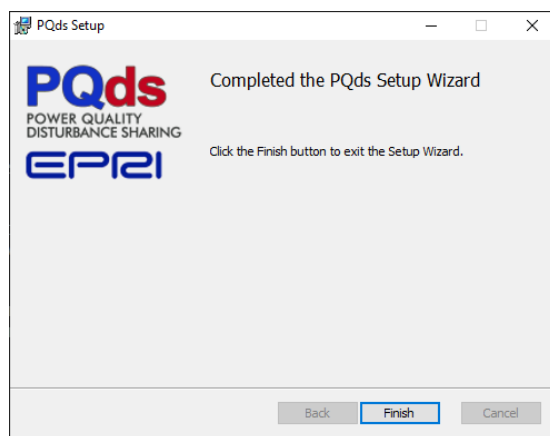 PQds Setup
PQds
POWER QUALITY
DISTURBANCE SHARING
EPRI
Completed the PQds Setup Wizard
Click the Finish button to exit the Setup Wizard.
Back
Finish
Cancel